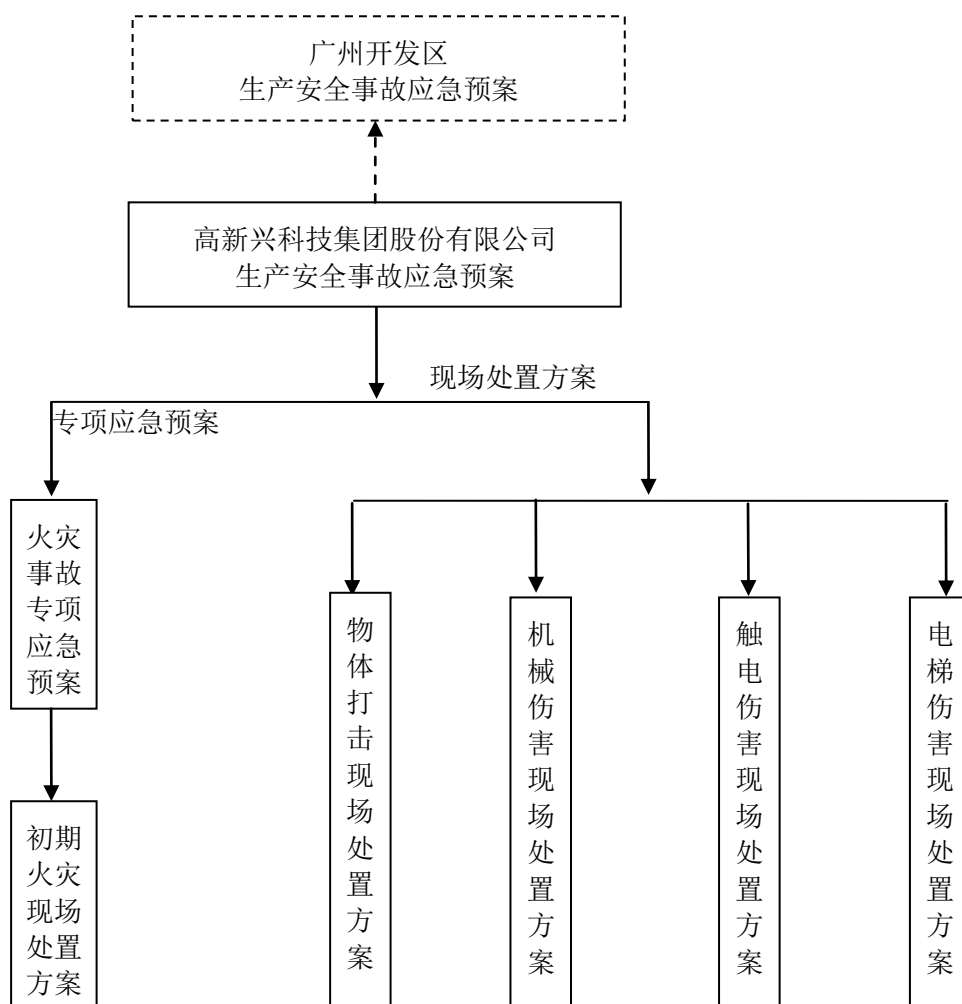 广州开发区
生产安全事故应急预案
高新兴科技集团股份有限公司
生产安全事故应急预案
现场处置方案
专项应急预案
火灾
事故
专项
应急
预案
初期
火灾
现场
处置
方案
物体打击现场处置方案
机械伤害现场处置方案
触电伤害现场处置方案
电梯伤害现场处置方案